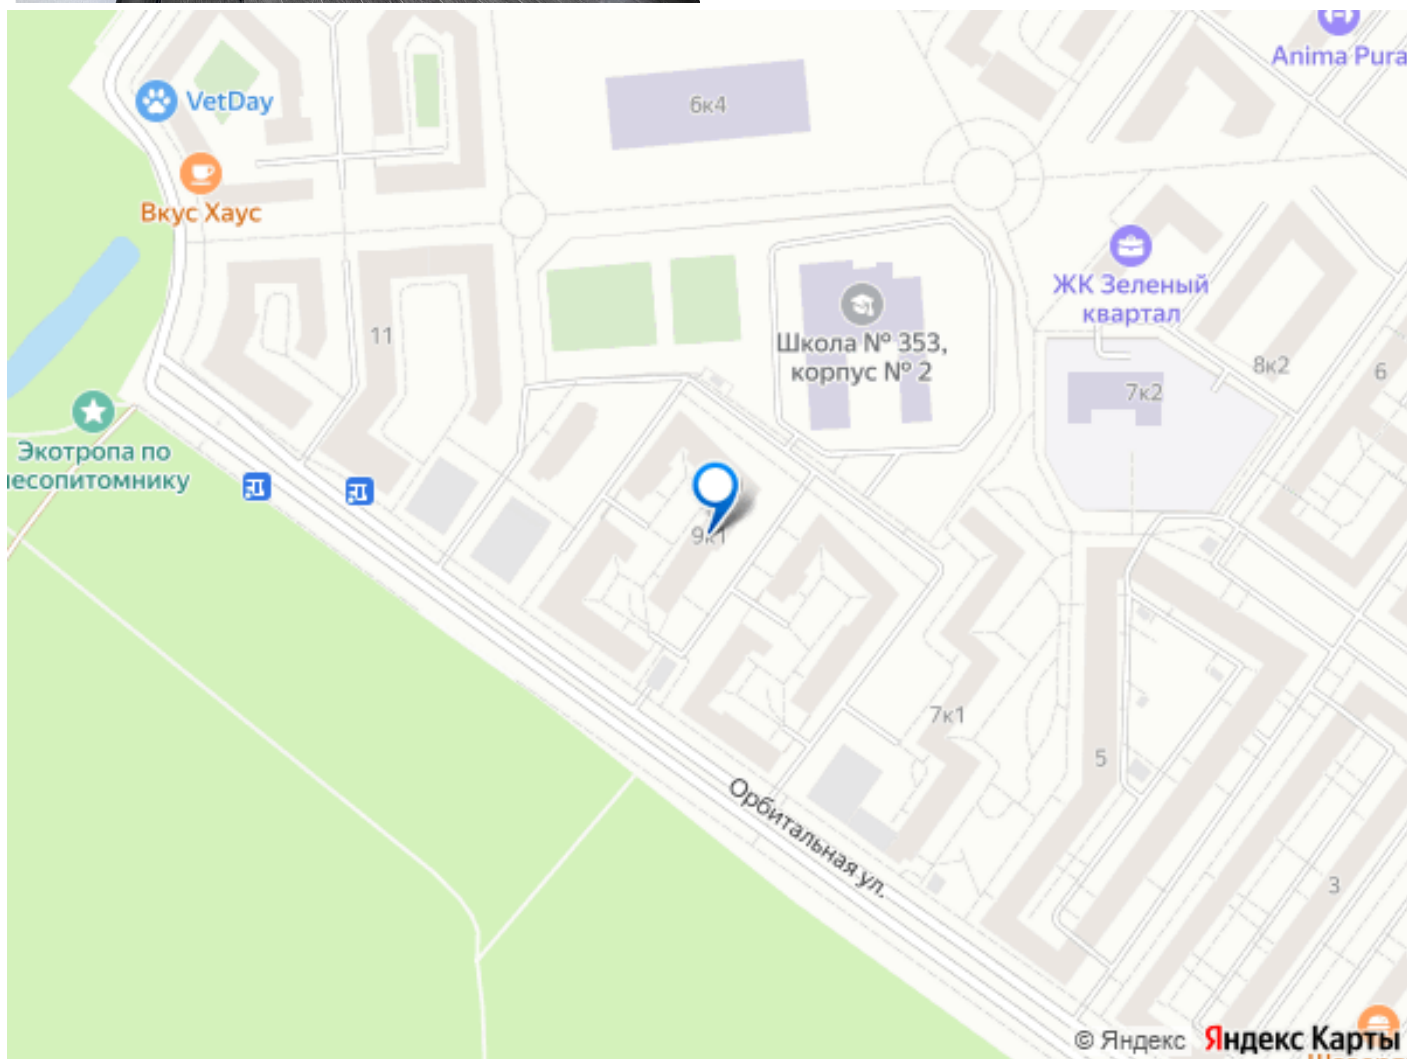 Anima Pura
VetDay
6к4
Вкус Хаус
ЖК Зеленый
квартал
11
Школа № 353,
корпус № 2
8к2
6
7к2
Экотропа по
лесопитомнику
9к1
7к1
5
Орбитальная ул.
3
© Яндекс Яндекс Карты